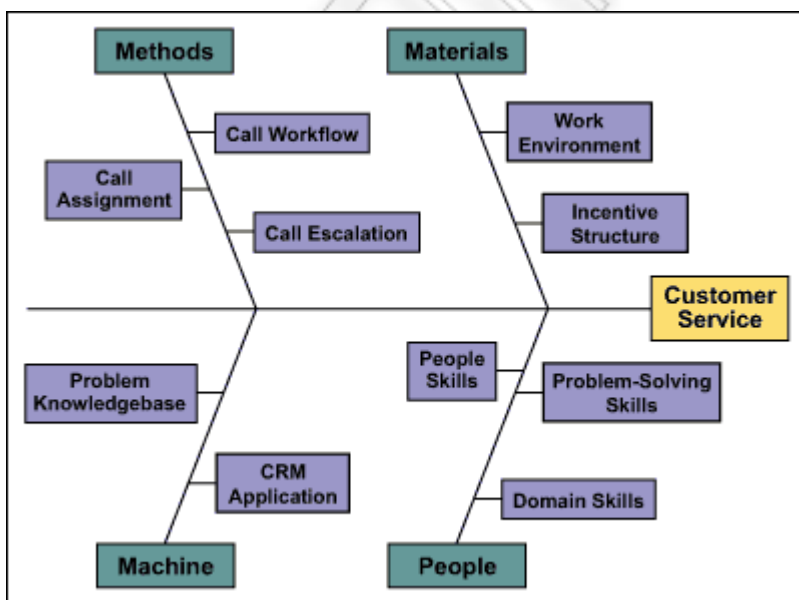 Methods
Materials
Call Workflow
Work
Environment
Call
Assignment
Call Escalation
Incentive
Structure
Customer
Service
People
Skills
Problem
Knowledgebase
Problem-Solving
Skills
CRM
Application
Domain Skills
Machine
People